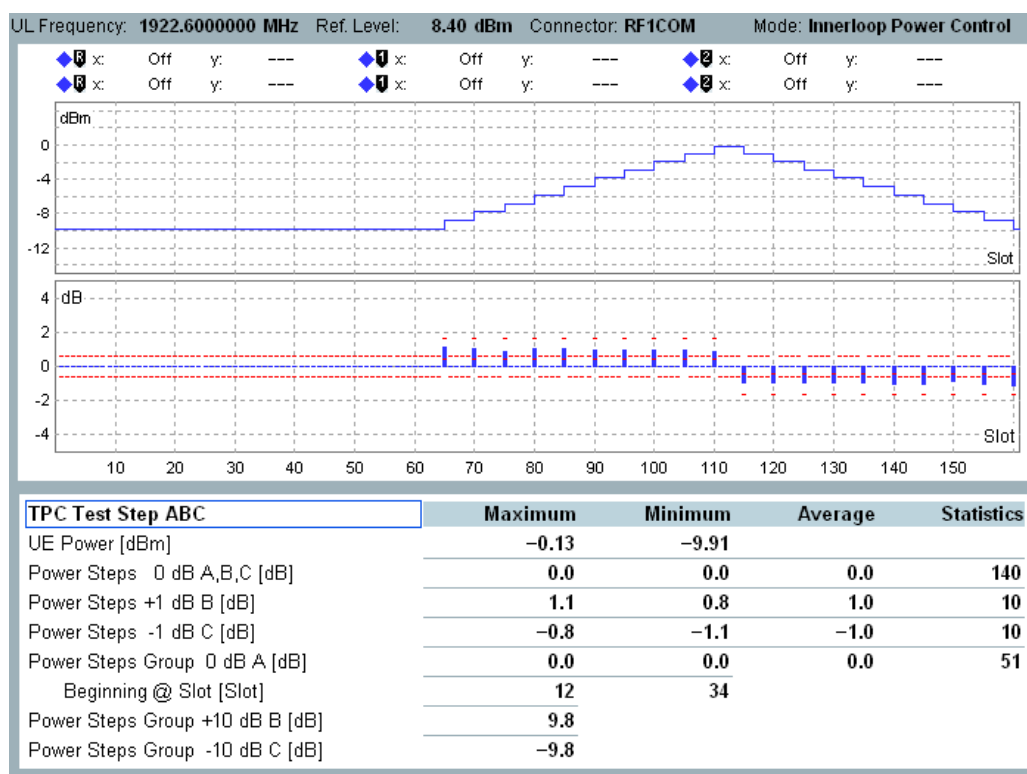 UL Frequency: 1922.6000000 MHz Ref. Level: 8.40 dBm Connector: RF1COM Mode: Innerloop Power Control
R x: Off y: --- 1 x: Off y: --- 2 x: Off y: ---
R x: Off y: --- 1 x: Off y: --- 2 x: Off y: ---
dBm
0
-4
-8
-12
Slot
4 dB
2
0
-2
-4
Slot
10 20 30 40 50 60 70 80 90 100 110 120 130 140 150
TPC Test Step ABC Maximum Minimum Average Statistics
UE Power [dBm] −0.13 −9.91
Power Steps 0 dB A,B,C [dB] 0.0 0.0 0.0 140
Power Steps +1 dB B [dB] 1.1 0.8 1.0 10
Power Steps -1 dB C [dB] −0.8 −1.1 −1.0 10
Power Steps Group 0 dB A [dB] 0.0 0.0 0.0 51
Beginning @ Slot [Slot] 12 34
Power Steps Group +10 dB B [dB] 9.8
Power Steps Group -10 dB C [dB] −9.8